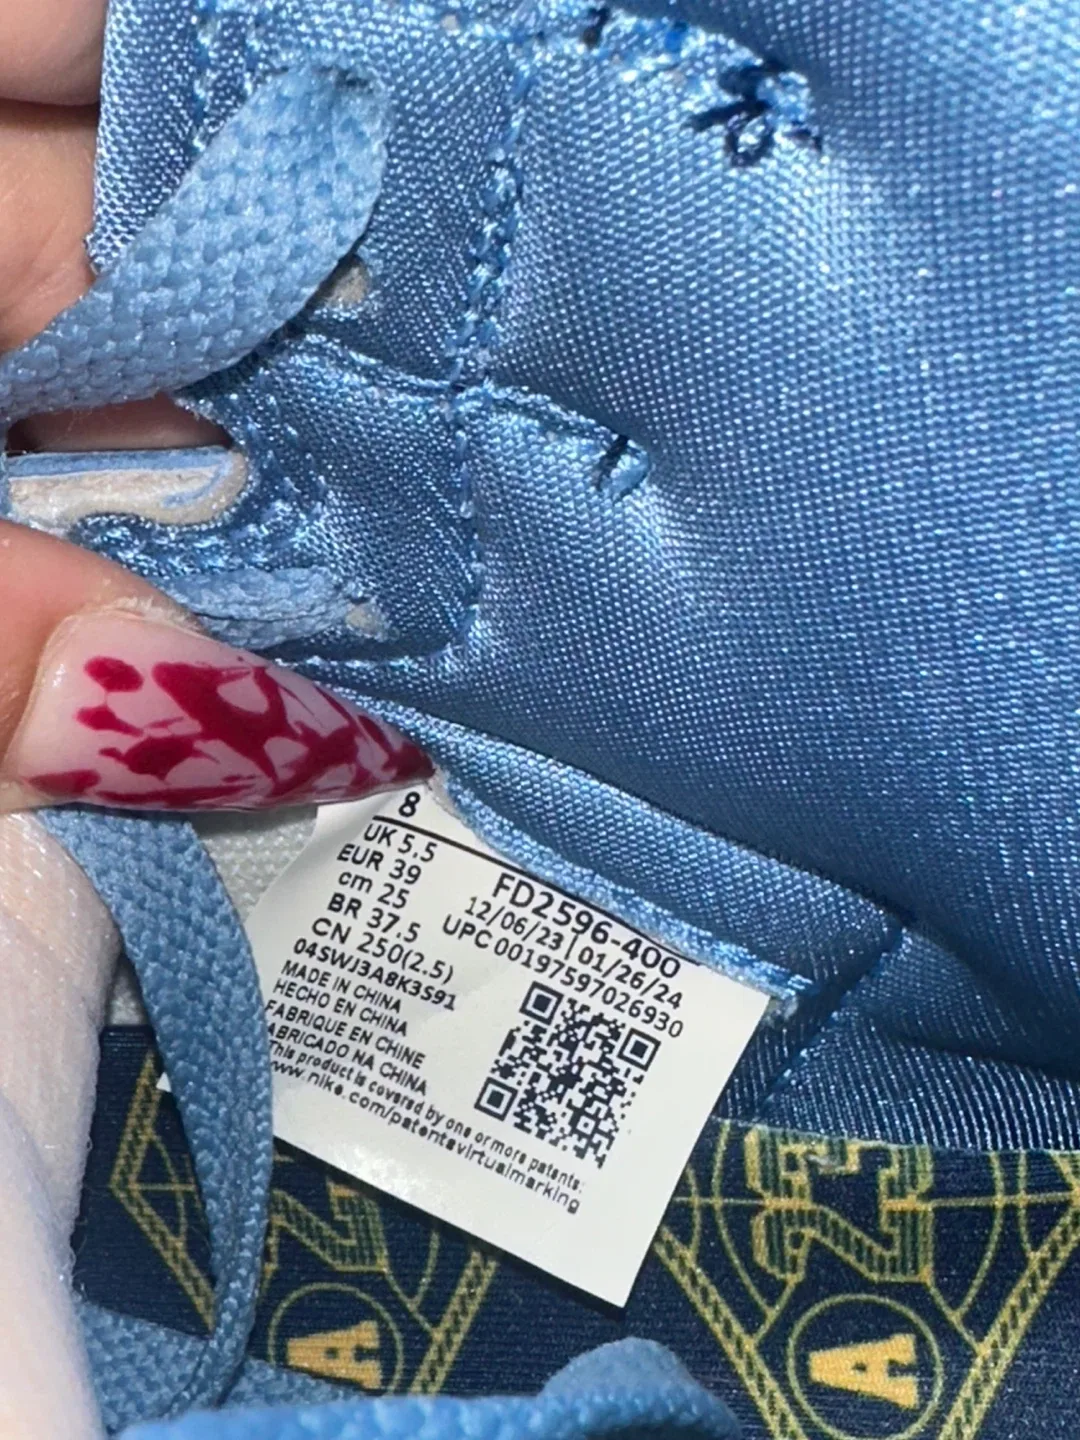 8
UK 5.5
EUR 39
cm 25
BR 37.5
CN 250(2.5)
04SWJ3A8K3S91
MADE IN CHINA
HECHO EN CHINA
FABRIQUE EN CHINE
ABRICADO NA CHINA
This product is covered by one or more patents:
www.nike.com/patentsvirtualmarking
FD2596-400
12/06/23 | 01/26/24
UPC 00197597026930
A
A